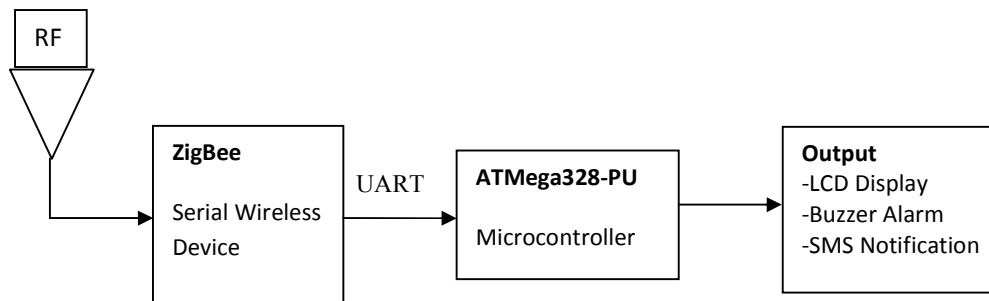 RF
ZigBee
Serial Wireless
Device
UART
ATMega328-PU
Microcontroller
Output
-LCD Display
-Buzzer Alarm
-SMS Notification